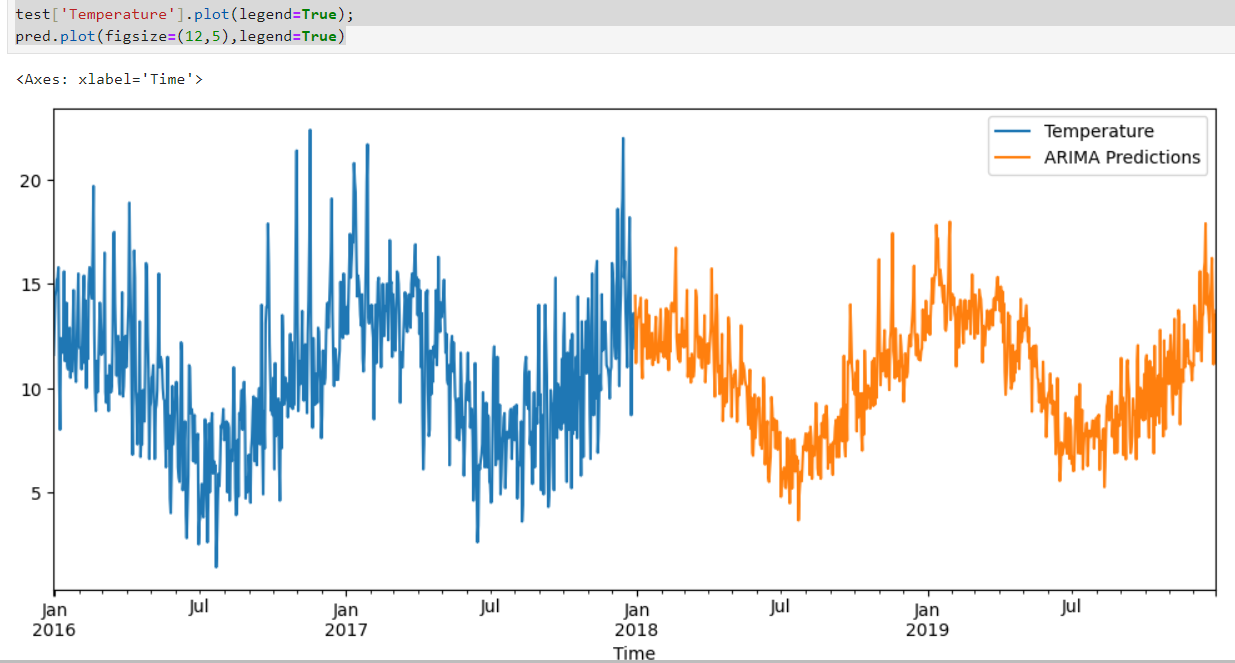 test['Temperature'].plot(legend=True);
pred.plot(figsize=(12,5),legend=True)
<Axes: xlabel='Time'>
Temperature
ARIMA Predictions
20
15
10
5
Jan Jul Jan Jul Jan Jul Jan Jul
2016 2017 2018 2019
Time